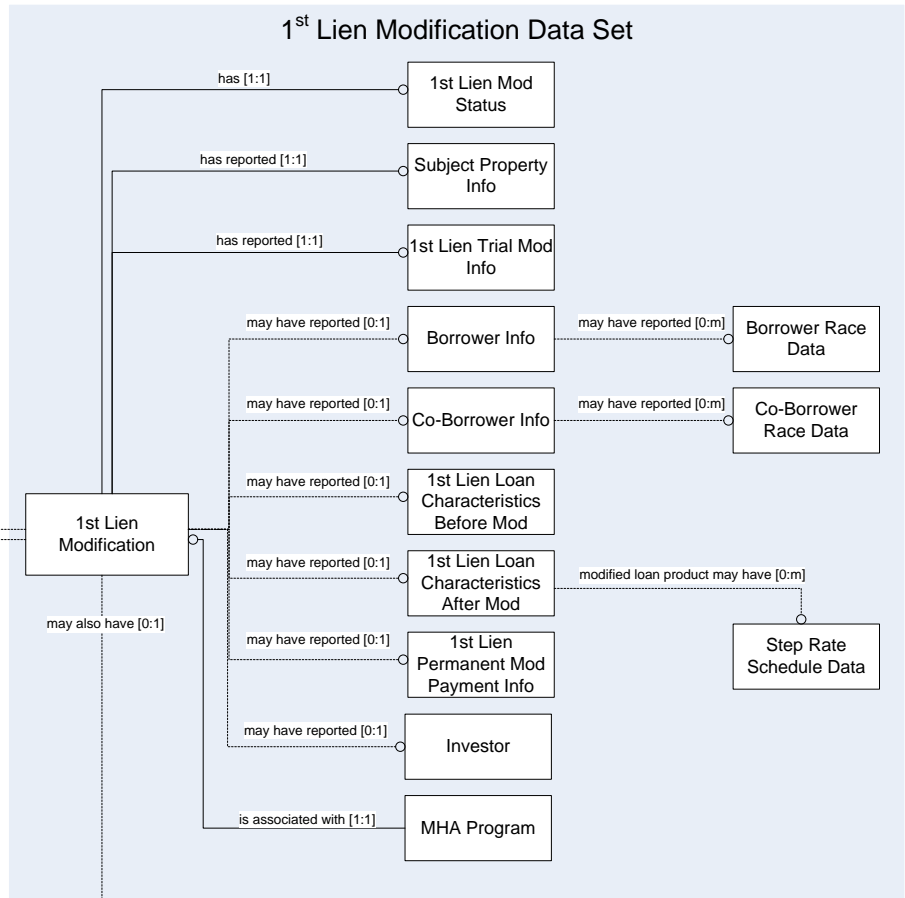 1st Lien Modification Data Set
has [1:1]
1st Lien Mod
Status
has reported [1:1]
Subject Property
Info
has reported [1:1]
1st Lien Trial Mod
Info
may have reported [0:1]
Borrower Info
may have reported [0:m]
Borrower Race
Data
may have reported [0:1]
Co-Borrower Info
may have reported [0:m]
Co-Borrower
Race Data
may have reported [0:1]
1st Lien Loan
Characteristics
Before Mod
1st Lien
Modification
may have reported [0:1]
1st Lien Loan
Characteristics
After Mod
modified loan product may have [0:m]
Step Rate
Schedule Data
may also have [0:1]
may have reported [0:1]
1st Lien
Permanent Mod
Payment Info
may have reported [0:1]
Investor
is associated with [1:1]
MHA Program